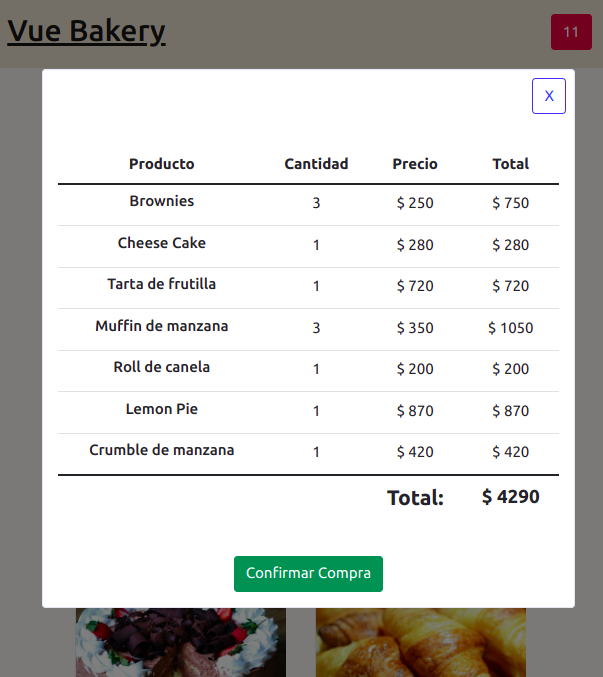 Vue Bakery 11
X
Producto Cantidad Precio Total
Brownies 3 $ 250 $ 750
Cheese Cake 1 $ 280 $ 280
Tarta de frutilla 1 $ 720 $ 720
Muffin de manzana 3 $ 350 $ 1050
Roll de canela 1 $ 200 $ 200
Lemon Pie 1 $ 870 $ 870
Crumble de manzana 1 $ 420 $ 420
Total: $ 4290
Confirmar Compra